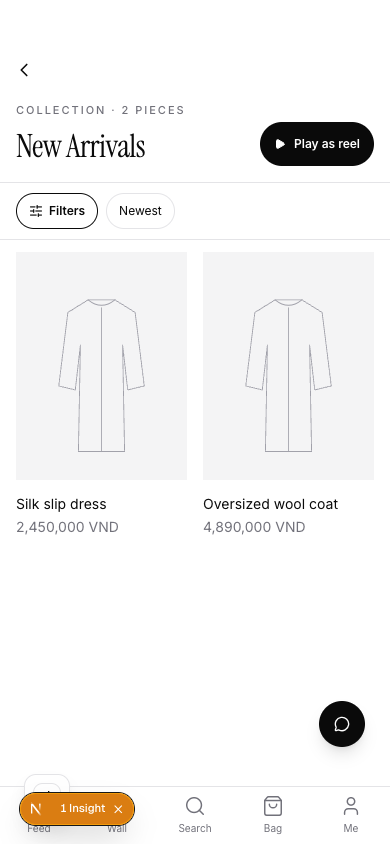 COLLECTION · 2 PIECES
New Arrivals
Play as reel
Filters
Newest
Silk slip dress
2,450,000 VND
Oversized wool coat
4,890,000 VND
N 1 Insight
Feed
Wall
Search
Bag
Me